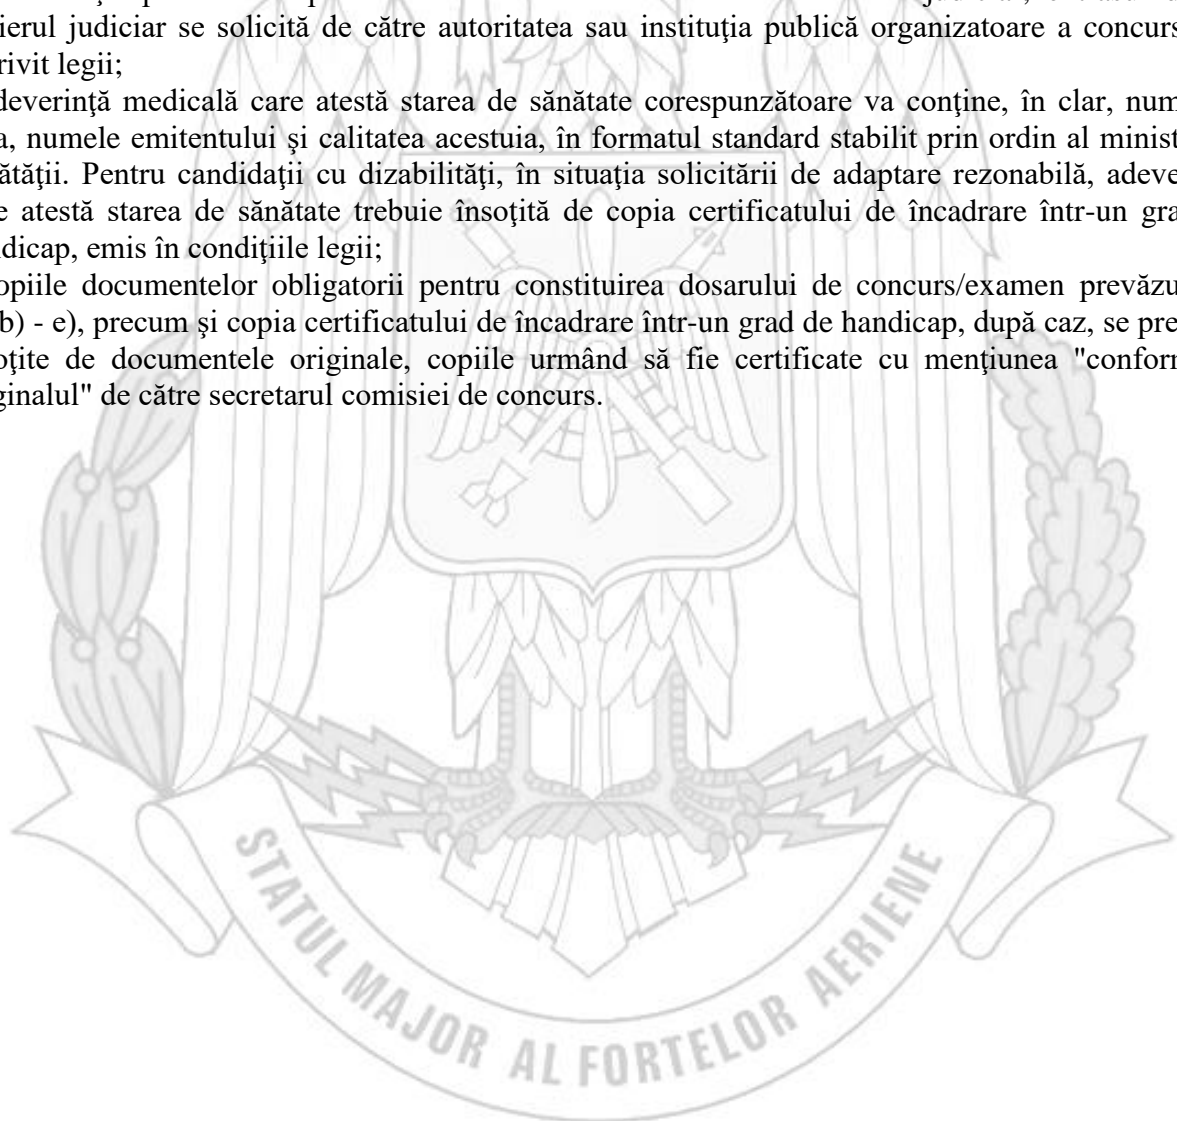 ierul judiciar se solicită de către autoritatea sau instituţia publică organizatoare a concurs
rivit legii;
deverinţă medicală care atestă starea de sănătate corespunzătoare va conţine, în clar, num
a, numele emitentului şi calitatea acestuia, în formatul standard stabilit prin ordin al minist
ătăţii. Pentru candidaţii cu dizabilităţi, în situaţia solicitării de adaptare rezonabilă, adeve
e atestă starea de sănătate trebuie însoţită de copia certificatului de încadrare într-un gra
dicap, emis în condiţiile legii;
opiile documentelor obligatorii pentru constituirea dosarului de concurs/examen prevăzu
b) - e), precum şi copia certificatului de încadrare într-un grad de handicap, după caz, se pre
oţite de documentele originale, copiile urmând să fie certificate cu menţiunea "conforn
ginalul" de către secretarul comisiei de concurs.
STATUL MAJOR AL FORTELOR AERIENE